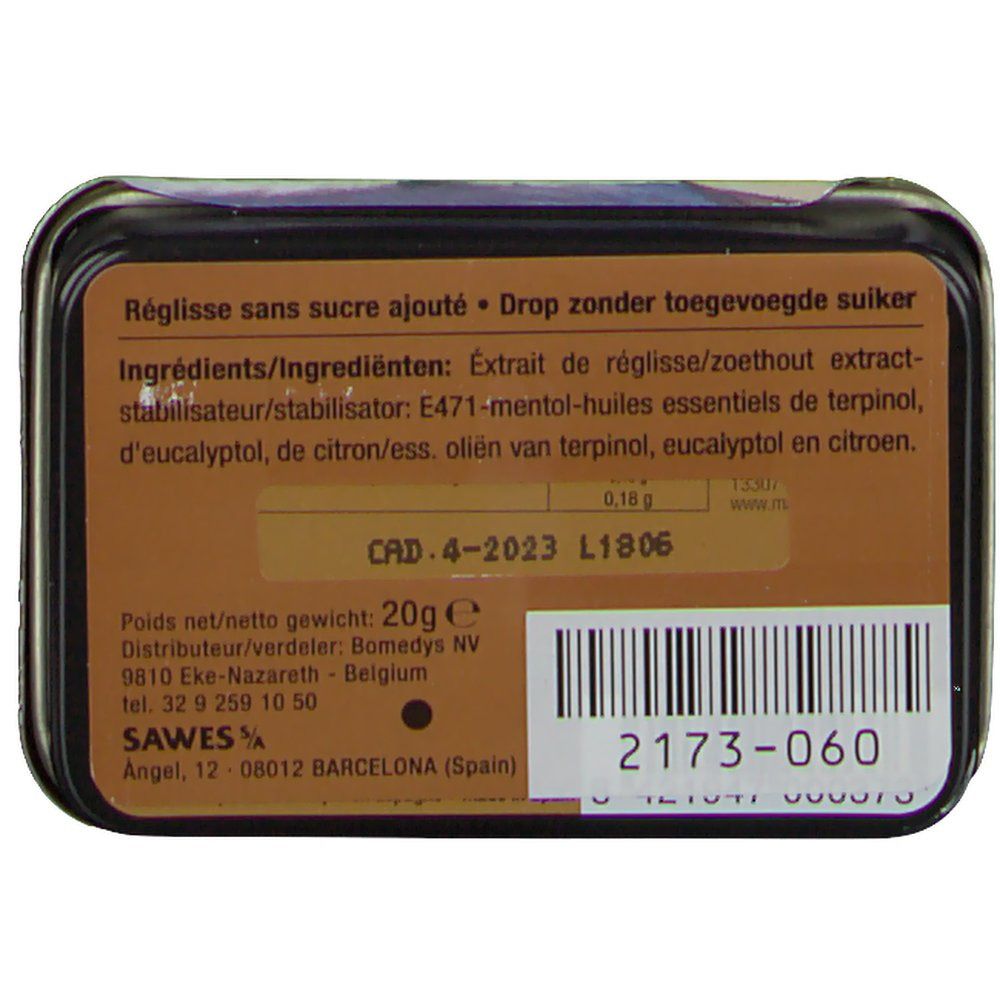 Réglisse sans sucre ajouté • Drop zonder toegevoegde suiker
Ingrédients/Ingrediënten: Éxtrait de réglisse/zoethout extract-
stabilisateur/stabilisator: E471-mentol-huiles essentiels de terpinol,
d'eucalyptol, de citron/ess. oliën van terpinol, eucalyptol en citroen.
0,18 g
13307
www.m
CAD.4-2023 L1806
Poids net/netto gewicht: 20g ℮
Distributeur/verdeler: Bomedys NV
9810 Eke-Nazareth - Belgium
tel. 32 9 259 10 50
SAWES S/A
Àngel, 12 · 08012 BARCELONA (Spain)
2173-060